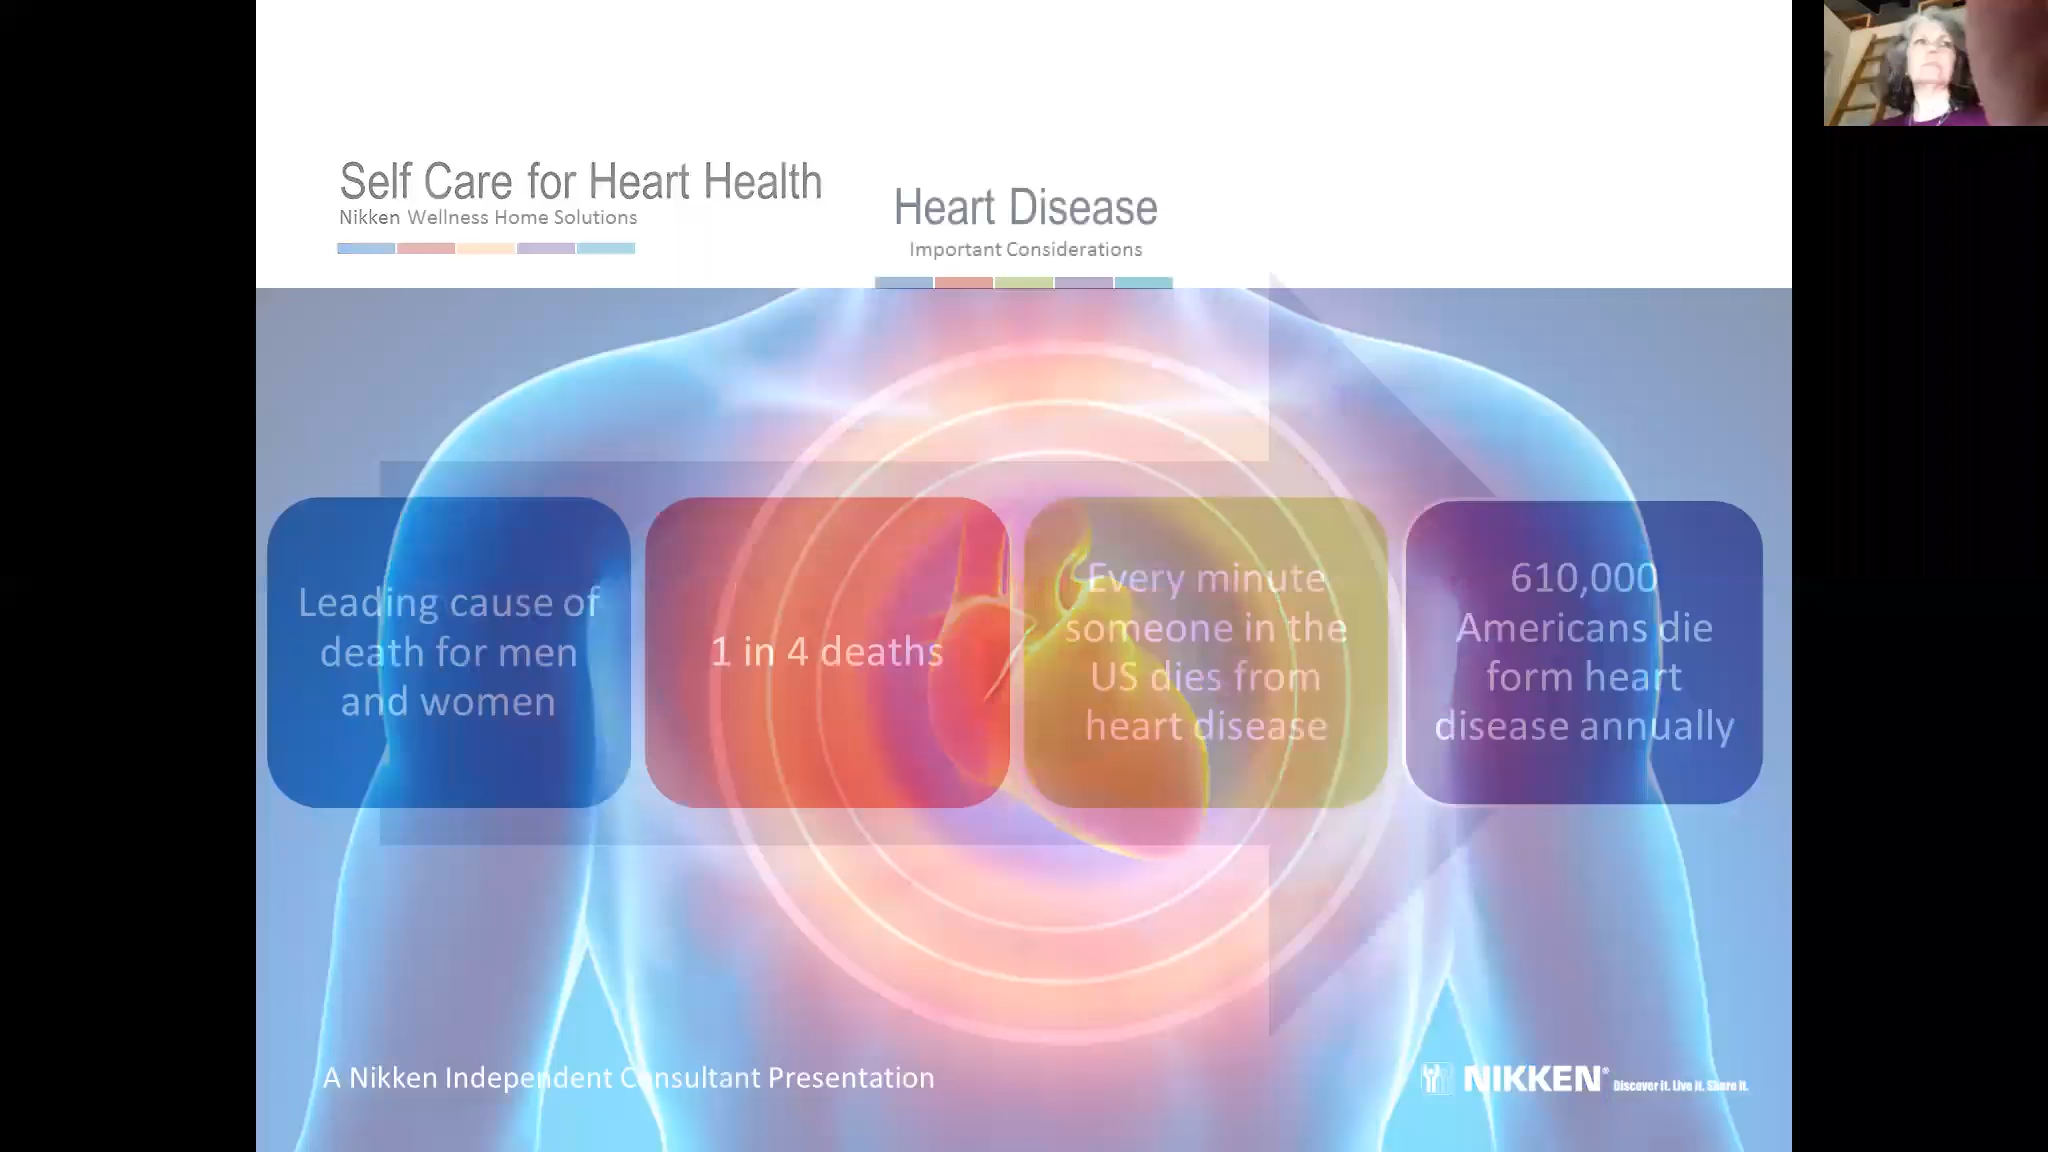 Self Care for Heart Health
Nikken Wellness Home Solutions
Heart Disease
Important Considerations
Leading cause of
death for men
and women
1 in 4 deaths
Every minute
someone in the
US dies from
heart disease
610,000
Americans die
form heart
disease annually
A Nikken Independent Consultant Presentation
NIKKEN® Discover it. Live it. Share it.